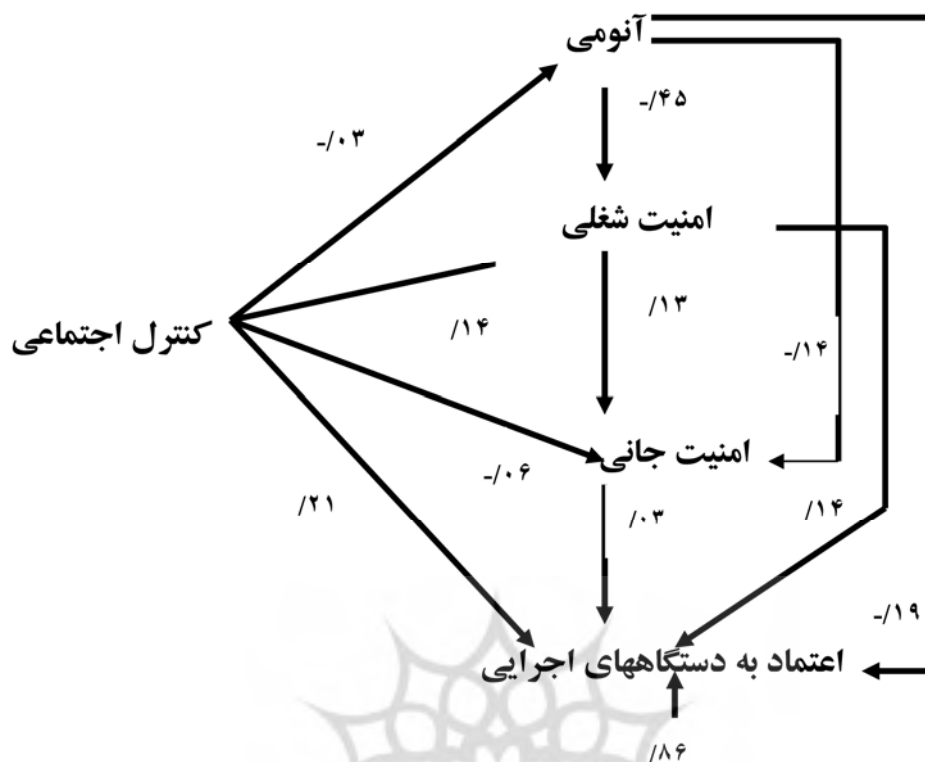 آنومی
-/۴۵
-/۰۳
امنیت شغلی
کنترل اجتماعی
/۱۴
/۱۳
-/۱۴
امنیت جانی
-/۰۶
/۲۱
/۰۳
/۱۴
-/۱۹
اعتماد به دستگاههای اجرایی
/۸۶